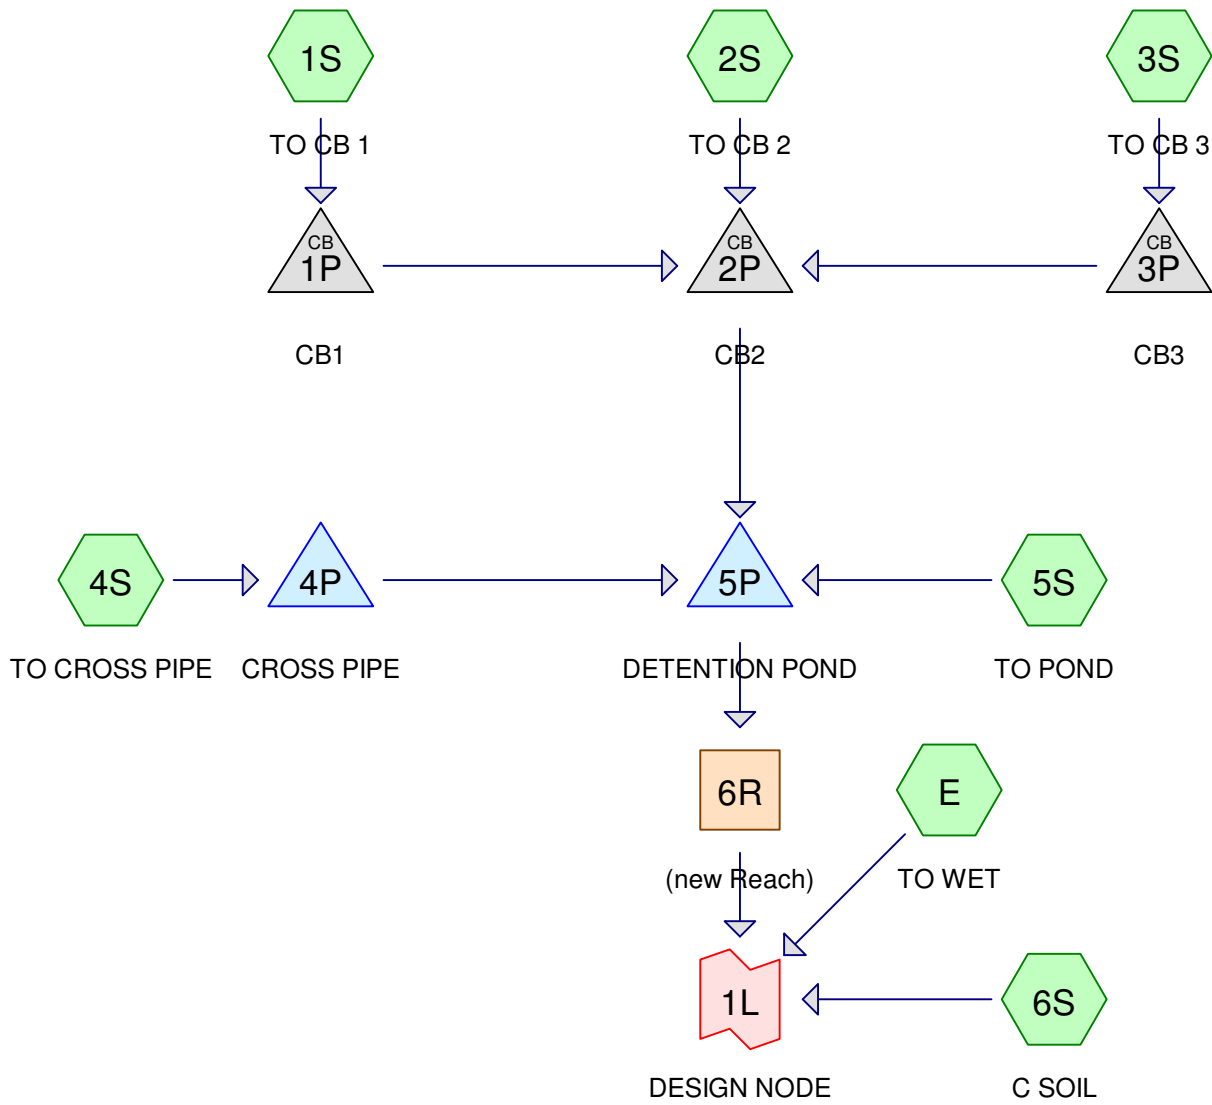 1S
2S
3S
TO CB 1
TO CB 2
TO CB 3
CB
1P
CB
2P
CB
3P
CB1
CB2
CB3
4S
4P
5P
5S
TO CROSS PIPE
CROSS PIPE
DETENTION POND
TO POND
6R
E
(new Reach)
TO WET
1L
6S
DESIGN NODE
C SOIL